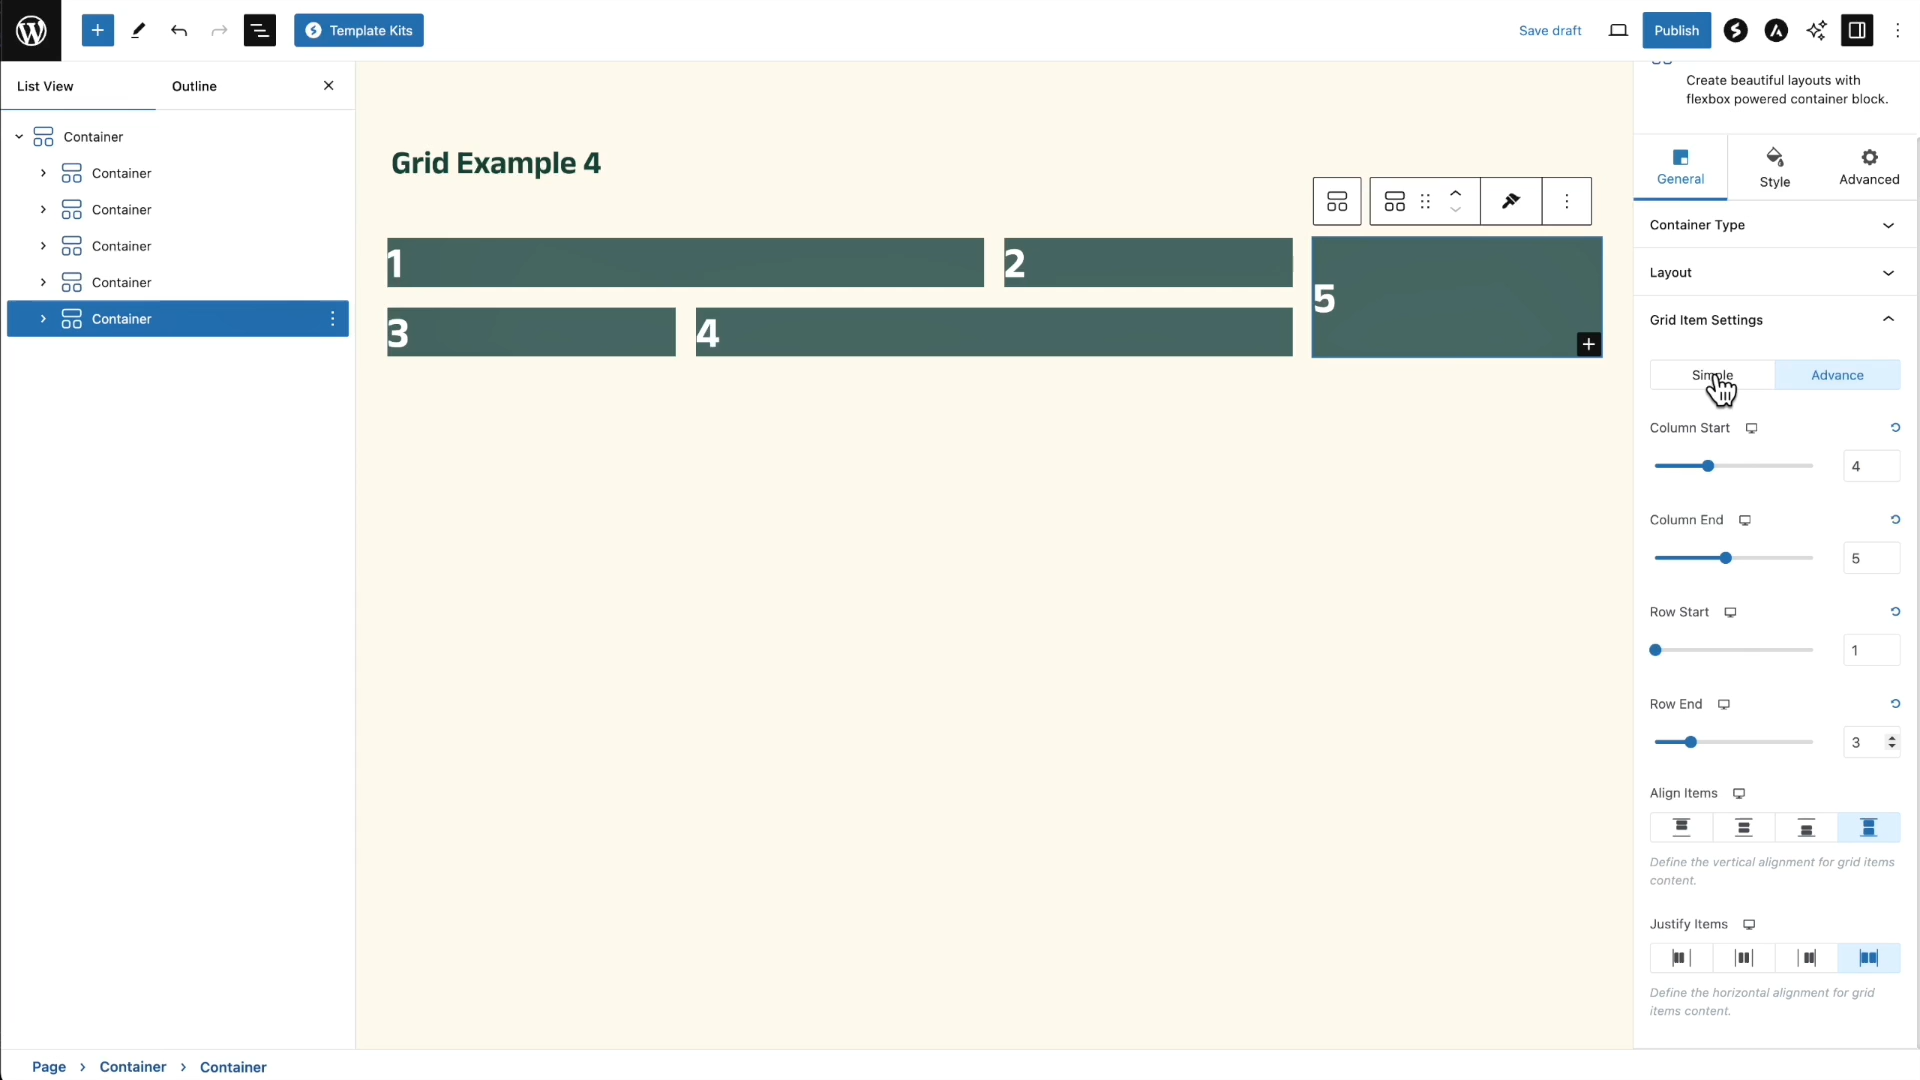 Template Kits
Save draft
Publish
List View
Outline
Container
Container
Container
Container
Container
Container
Grid Example 4
1
2
3
4
5
Create beautiful layouts with
flexbox powered container block.
General
Style
Advanced
Container Type
Layout
Grid Item Settings
Simple
Advance
Column Start
4
Column End
5
Row Start
1
Row End
3
Align Items
Define the vertical alignment for grid items
content.
Justify Items
Define the horizontal alignment for grid
items content.
Page > Container > Container